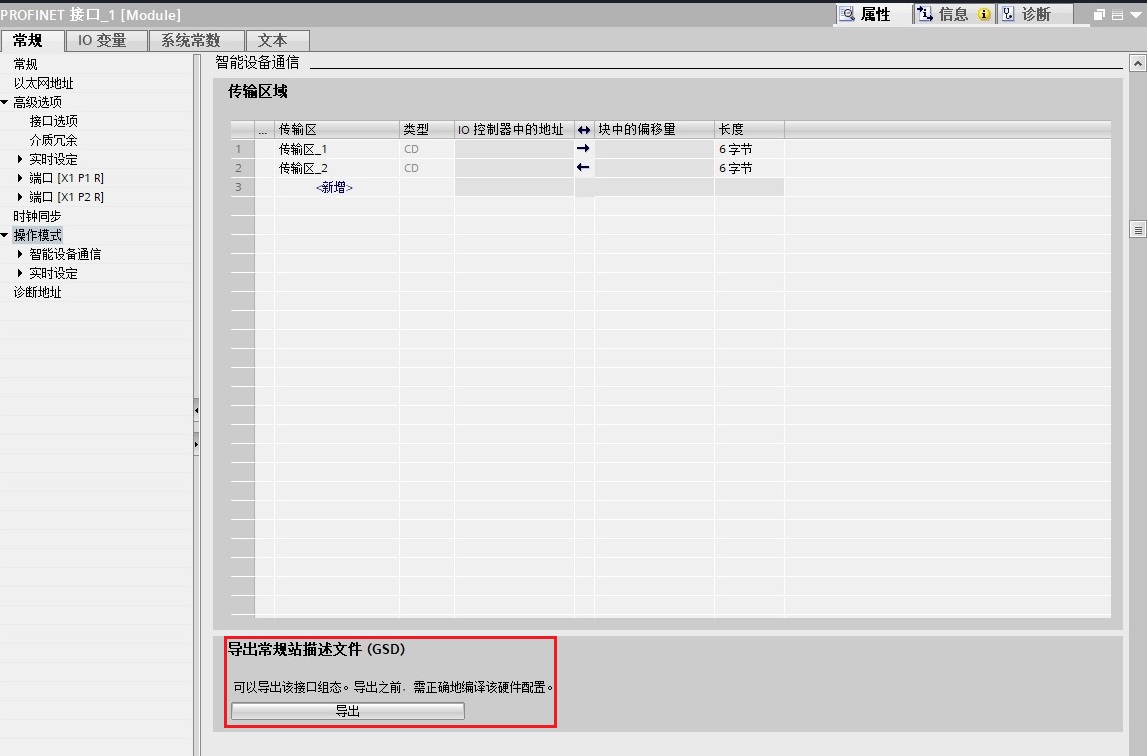 PROFINET 接口_1 [Module]
属性 信息 诊断
常规 IO 变量 系统常数 文本
常规
以太网地址
高级选项
接口选项
介质冗余
实时设定
端口 [X1 P1 R]
端口 [X1 P2 R]
时钟同步
操作模式
智能设备通信
实时设定
诊断地址
智能设备通信
传输区域
... 传输区 类型 IO 控制器中的地址 ↔ 块中的偏移量 长度
1 传输区_1 CD → 6 字节
2 传输区_2 CD ← 6 字节
3 <新增>
导出常规站描述文件 (GSD)
可以导出该接口组态。导出之前，需正确地编译该硬件配置。
导出